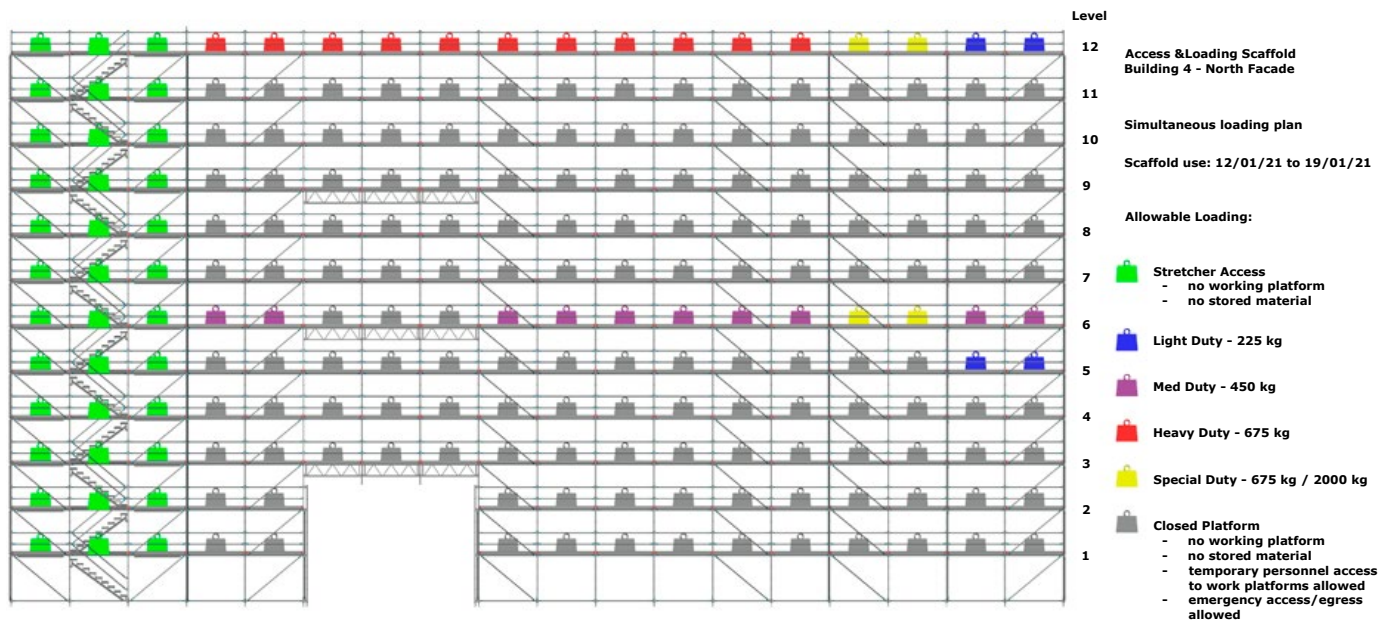 Level
12
11
10
9
8
7
6
5
4
3
2
1
Access &Loading Scaffold
Building 4 - North Facade
Simultaneous loading plan
Scaffold use: 12/01/21 to 19/01/21
Allowable Loading:
Stretcher Access
- no working platform
- no stored material
Light Duty - 225 kg
Med Duty - 450 kg
Heavy Duty - 675 kg
Special Duty - 675 kg / 2000 kg
Closed Platform
- no working platform
- no stored material
- temporary personnel access
to work platforms allowed
- emergency access/egress
allowed